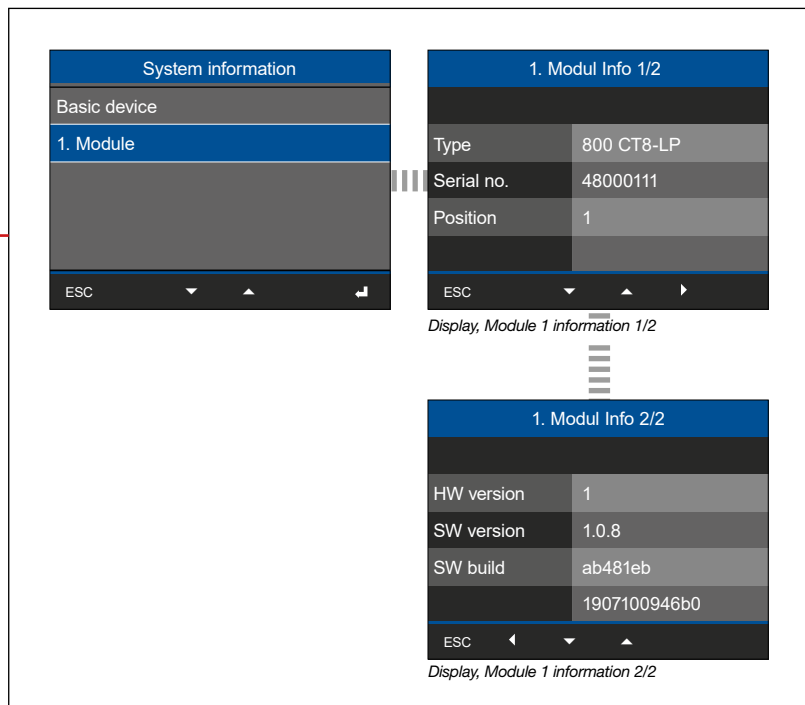 System information
Basic device
1. Module
ESC
1. Modul Info 1/2
Type 800 CT8-LP
Serial no. 48000111
Position 1
ESC
Display, Module 1 information 1/2
1. Modul Info 2/2
HW version 1
SW version 1.0.8
SW build ab481eb
1907100946b0
ESC
Display, Module 1 information 2/2